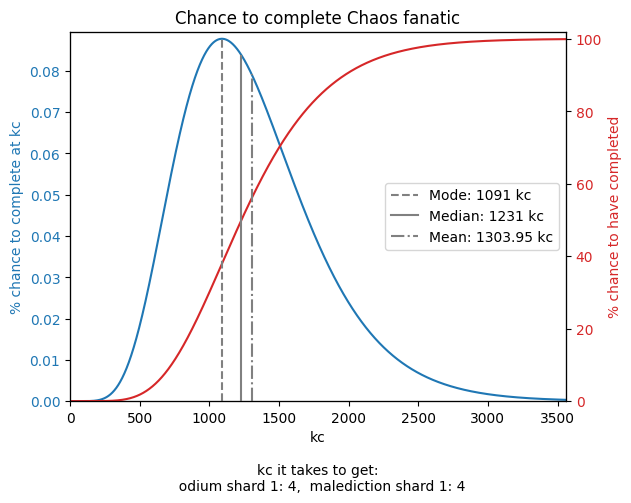 Chance to complete Chaos fanatic
% chance to complete at kc
0.08
0.07
0.06
0.05
0.04
0.03
0.02
0.01
0.00
100
80
60
40
20
0
% chance to have completed
Mode: 1091 kc
Median: 1231 kc
Mean: 1303.95 kc
0 500 1000 1500 2000 2500 3000 3500
kc
kc it takes to get:
odium shard 1: 4, malediction shard 1: 4